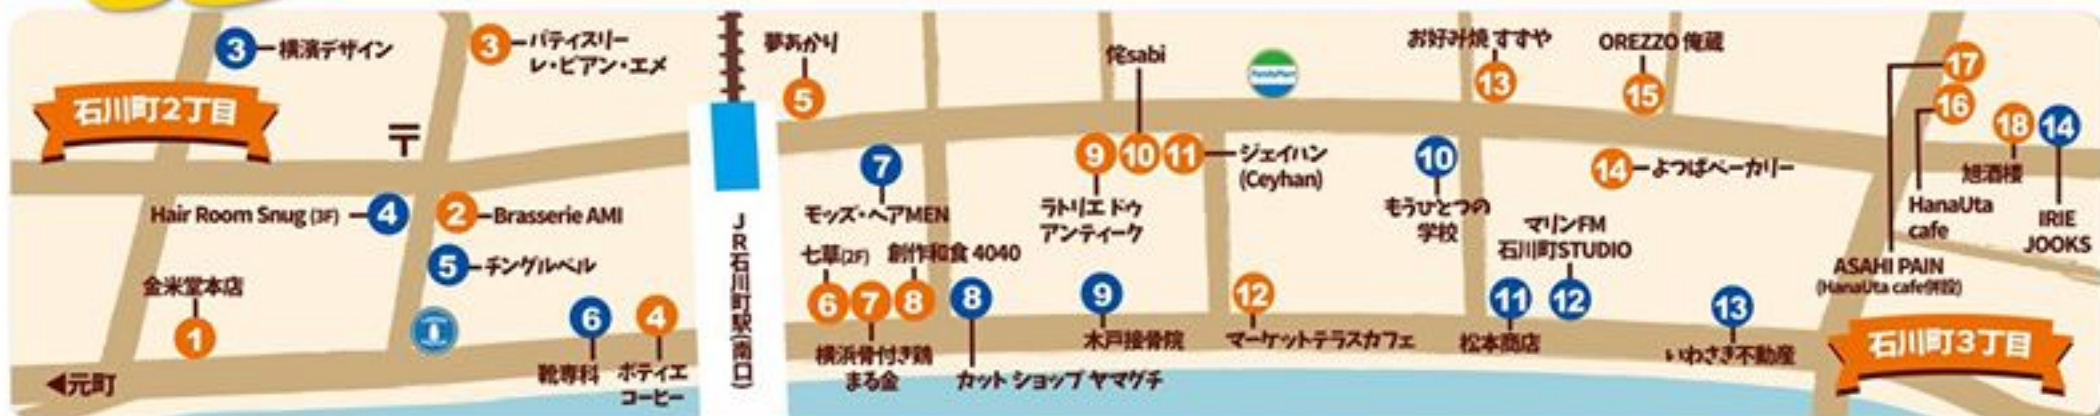 石川町2丁目
3
横濱デザイン
3
パティスリー
レ・ビアン・エメ
夢あかり
5
侘sabi
FamilyMart
お好み焼 すずや
13
OREZZO 俺蔵
15
17
16
18
14
旭酒楼
HanaUta
cafe
IRIE
JOOKS
ASAHI PAIN
(HanaUta cafe併設)
〒
Hair Room Snug (3F)
4
2
Brasserie AMI
5
チングルベル
金米堂本店
1
6
靴専科
4
ボティエ
コーヒー
◀元町
JR石川町駅(南口)
7
モッズ・ヘアMEN
七草(2F)
創作和食 4040
6
7
8
横浜骨付き鶏
まる金
8
カット ショップ ヤマグチ
9
10
11
ジェイハン
(Ceyhan)
ラトリエ ドゥ
アンティーク
9
木戸接骨院
12
マーケットテラスカフェ
10
もうひとつの
学校
14
よつばベーカリー
マリンFM
石川町STUDIO
11
12
松本商店
13
いわさき不動産
石川町3丁目